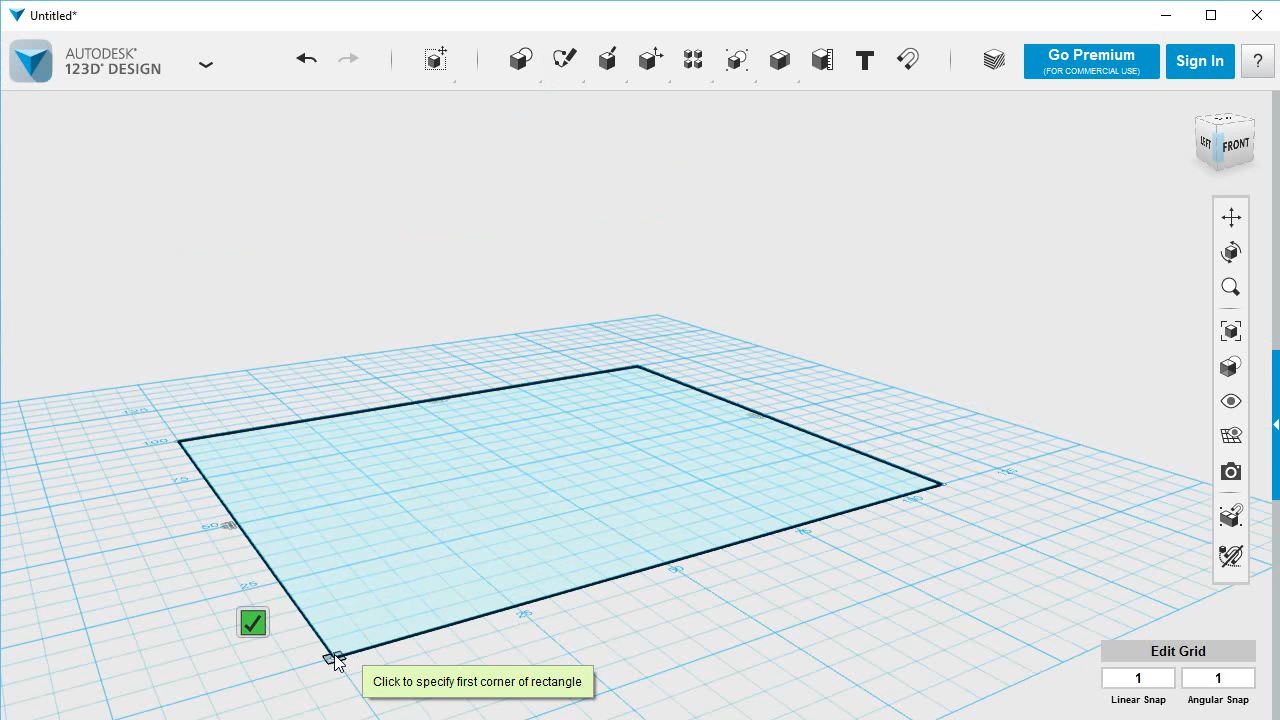 Untitled*
AUTODESK®
123D® DESIGN
Go Premium
(FOR COMMERCIAL USE)
Sign In
?
LEFT
FRONT
125
100
75
50
25
25
50
Click to specify first corner of rectangle
Edit Grid
1
1
Linear Snap
Angular Snap